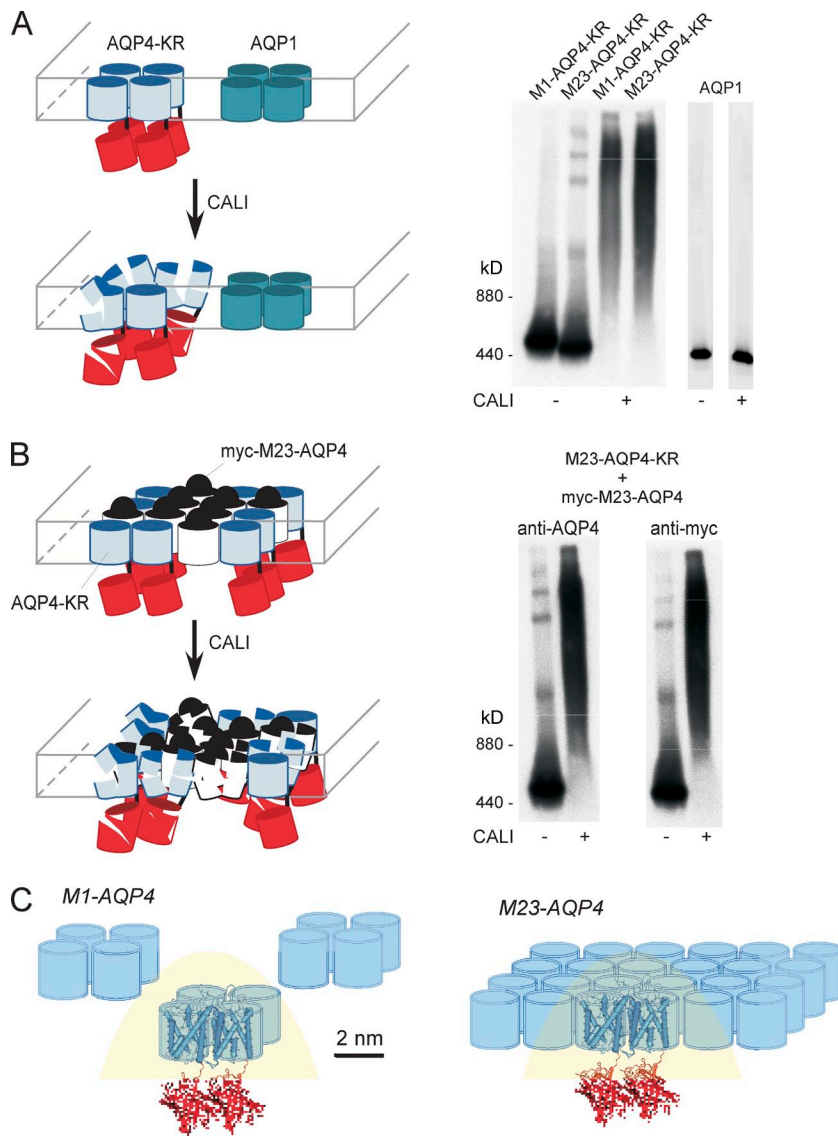 A
AQP4-KR
AQP1
CALI
M1-AQP4-KR
M23-AQP4-KR
M1-AQP4-KR
M23-AQP4-KR
AQP1
kD
880 -
440 -
CALI - + - +
B
myc-M23-AQP4
AQP4-KR
CALI
M23-AQP4-KR
+
myc-M23-AQP4
anti-AQP4 anti-myc
kD
880 -
440 -
CALI - + - +
C
M1-AQP4
M23-AQP4
2 nm